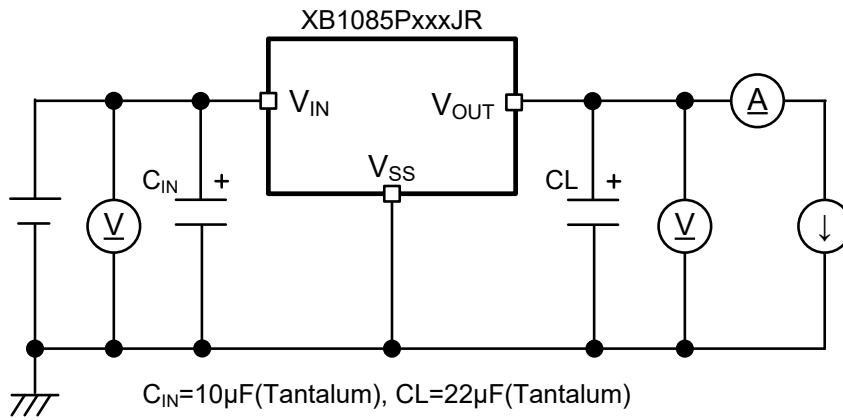 XB1085PxxxJR
VIN
VOUT
VSS
CIN +
CL +
A
V
V
↓
CIN=10µF(Tantalum), CL=22µF(Tantalum)